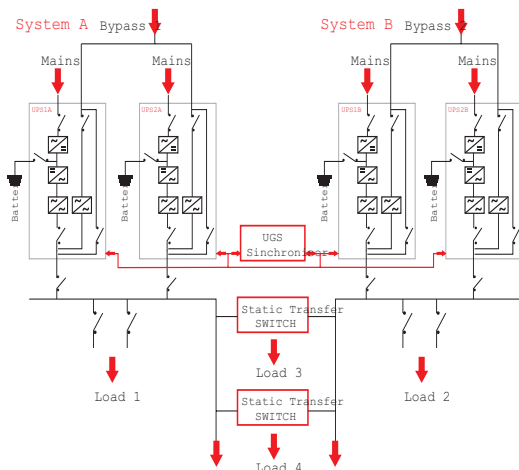 System A Bypass
System B Bypass
Mains
Mains
Mains
Mains
UPS1A
UPS2A
UPS1B
UPS2B
Batte
Batte
Batte
Batte
UGS
Sinchronizer
Static Transfer
SWITCH
Load 3
Load 1
Load 2
Static Transfer
SWITCH
Load 4